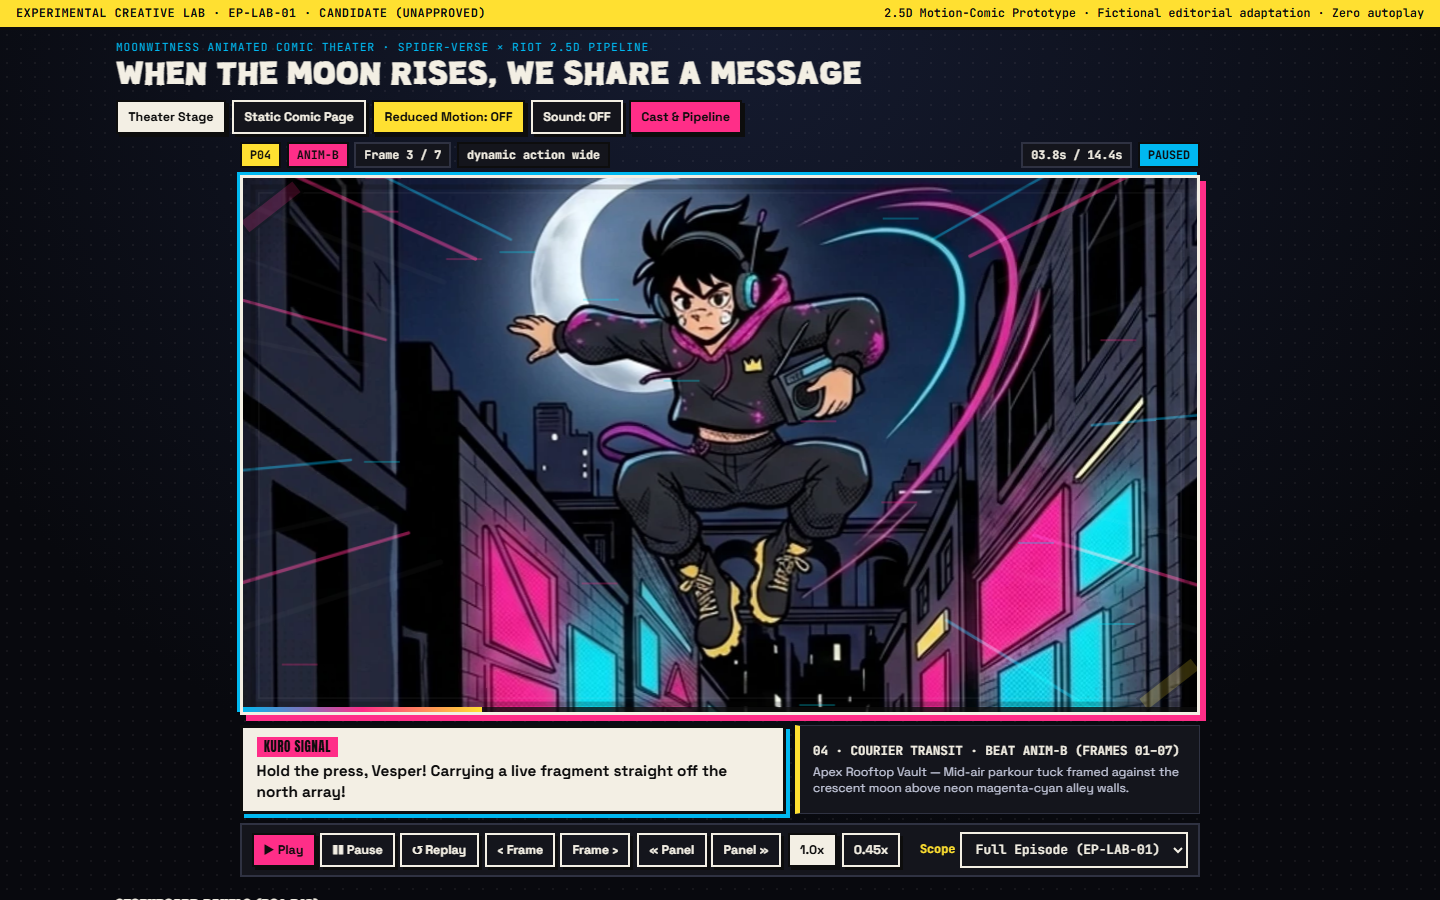 EXPERIMENTAL CREATIVE LAB · EP-LAB-01 · CANDIDATE (UNAPPROVED)
2.5D Motion-Comic Prototype · Fictional editorial adaptation · Zero autoplay
MOONWITNESS ANIMATED COMIC THEATER · SPIDER-VERSE × RIOT 2.5D PIPELINE
WHEN THE MOON RISES, WE SHARE A MESSAGE
Theater Stage
Static Comic Page
Reduced Motion: OFF
Sound: OFF
Cast & Pipeline
P04
ANIM-B
Frame 3 / 7
dynamic action wide
03.8s / 14.4s
PAUSED
KURO SIGNAL
Hold the press, Vesper! Carrying a live fragment straight off the
north array!
04 · COURIER TRANSIT · BEAT ANIM-B (FRAMES 01–07)
Apex Rooftop Vault — Mid-air parkour tuck framed against the
crescent moon above neon magenta-cyan alley walls.
▶ Play
▮▮ Pause
↺ Replay
< Frame
Frame >
« Panel
Panel »
1.0x
0.45x
Scope
Full Episode (EP-LAB-01)